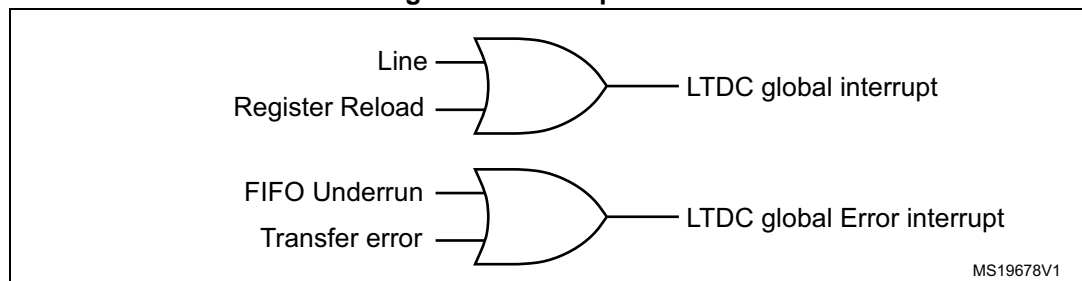 Line
Register Reload
LTDC global interrupt
FIFO Underrun
Transfer error
LTDC global Error interrupt
MS19678V1